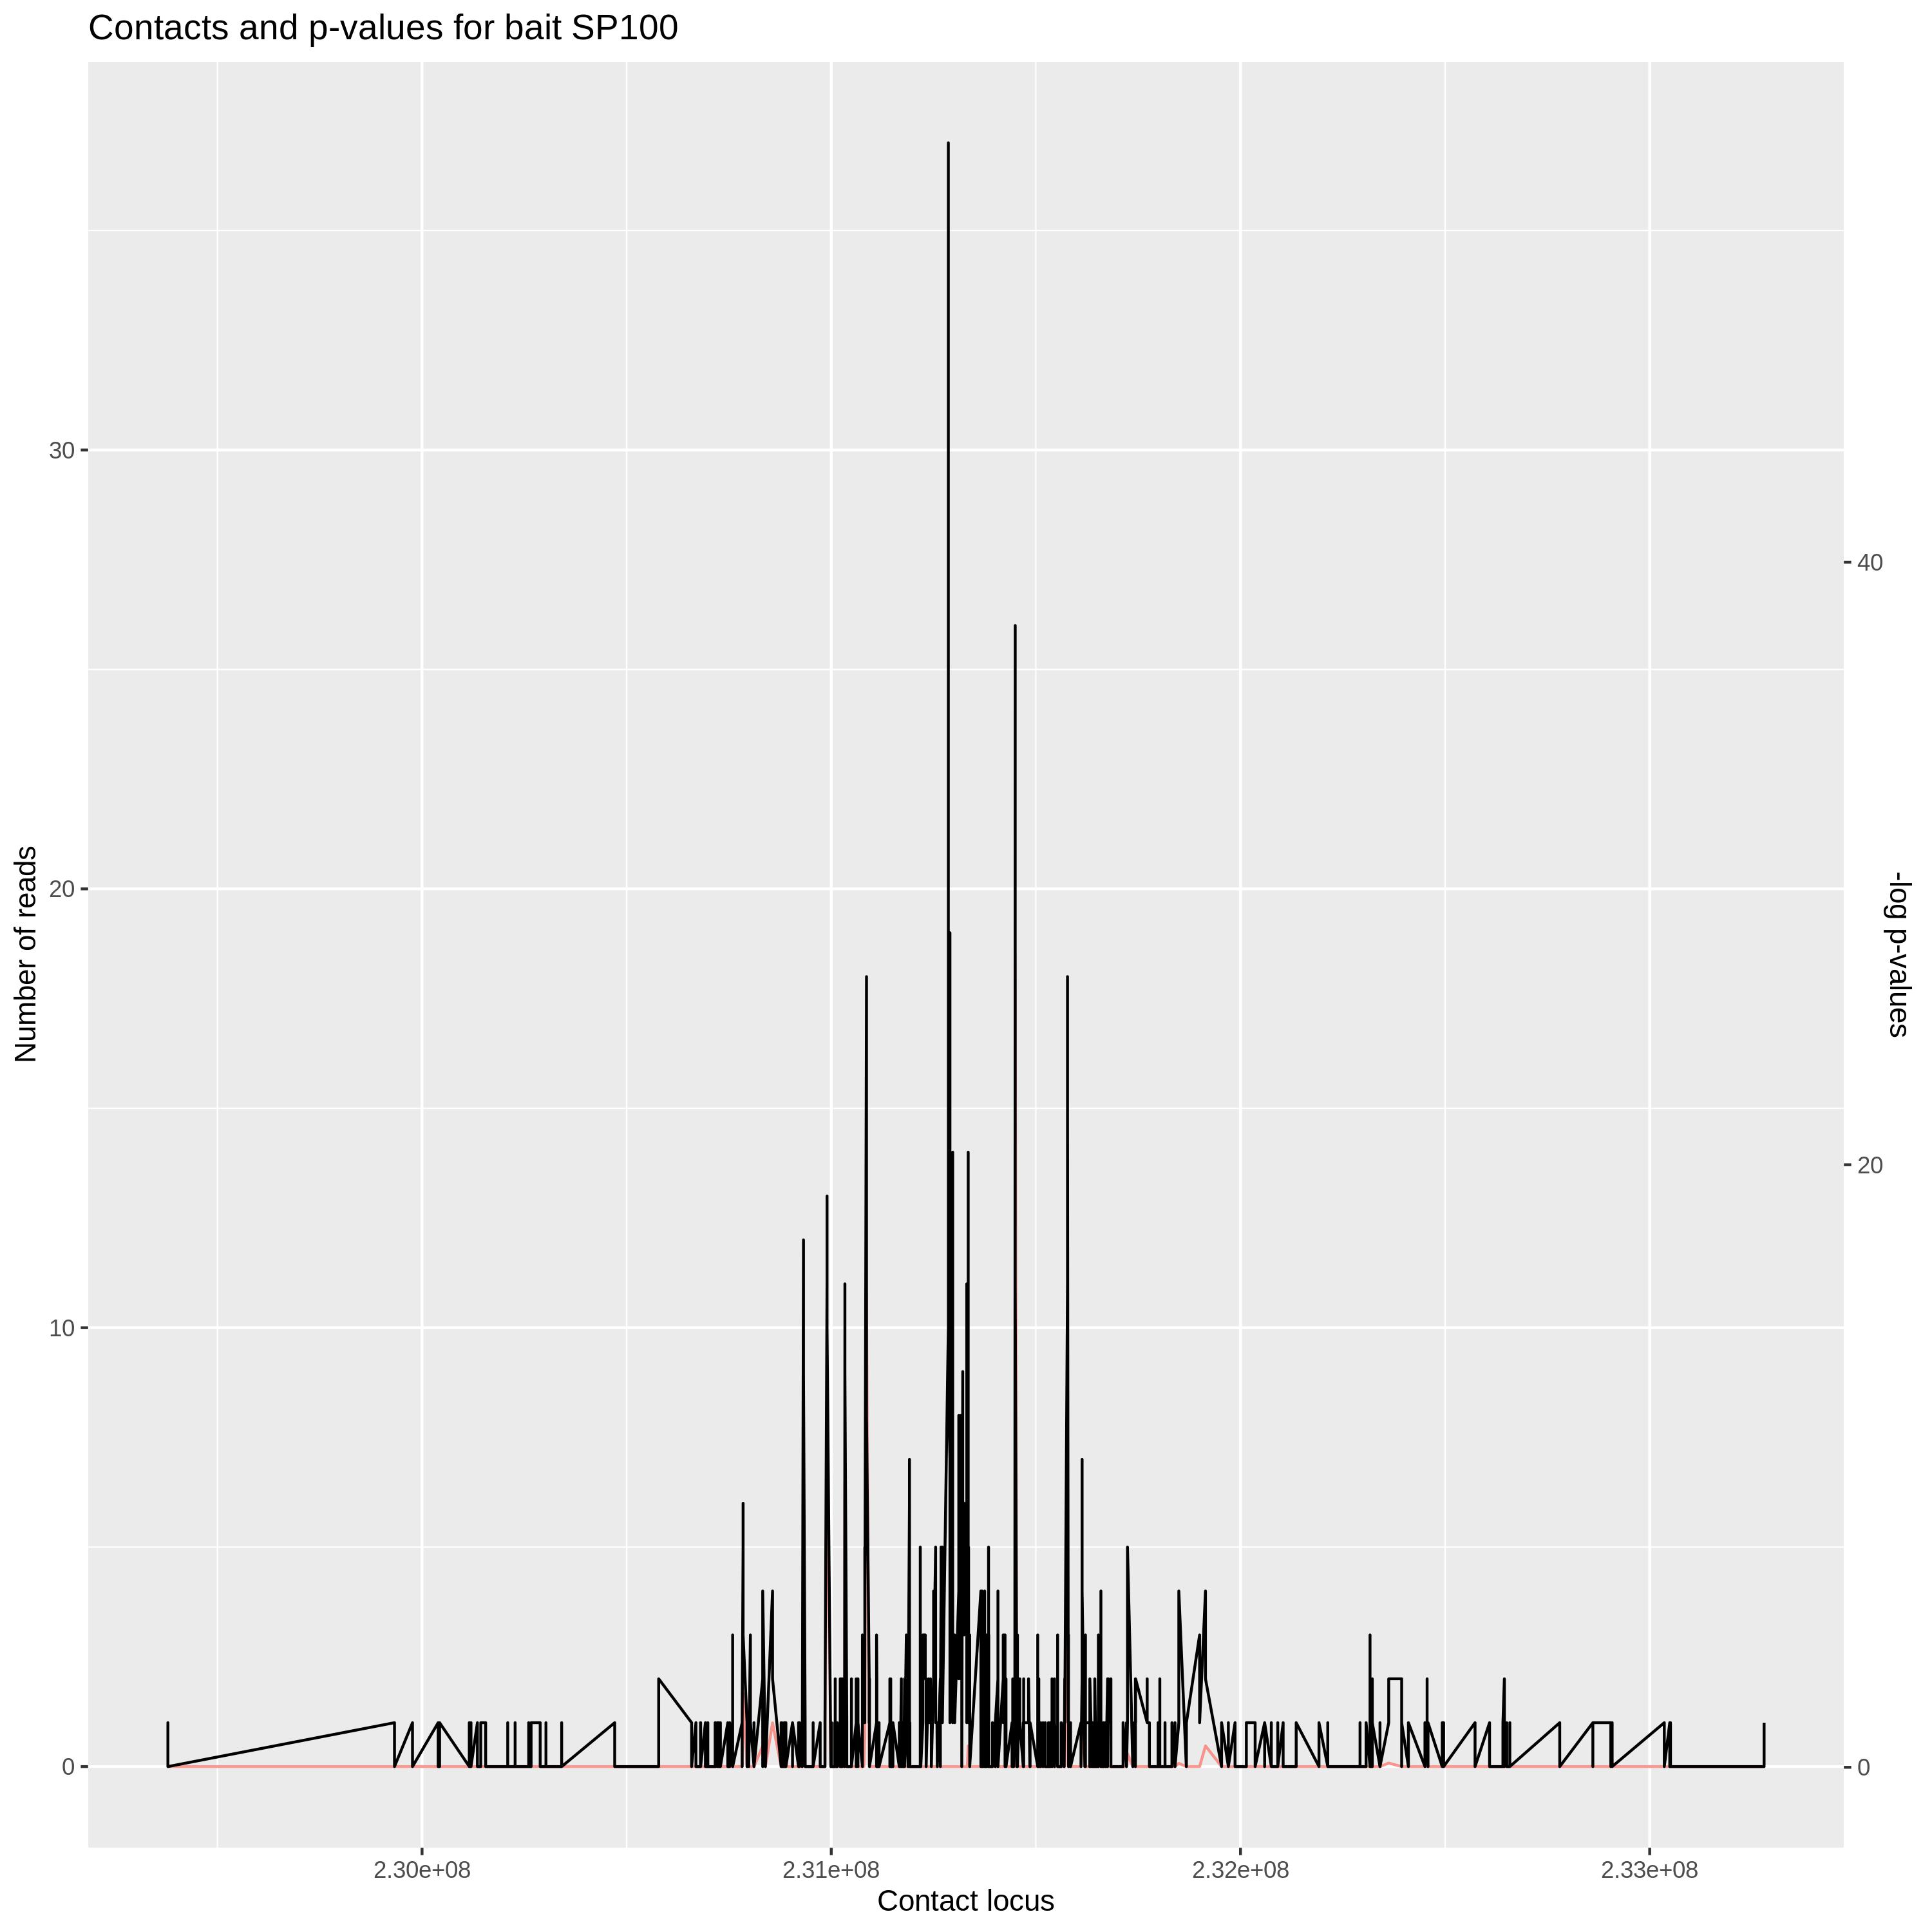 Contacts and p-values for bait SP100
Number of reads
30
20
10
0
40
20
0
-log p-values
2.30e+08
2.31e+08
2.32e+08
2.33e+08
Contact locus